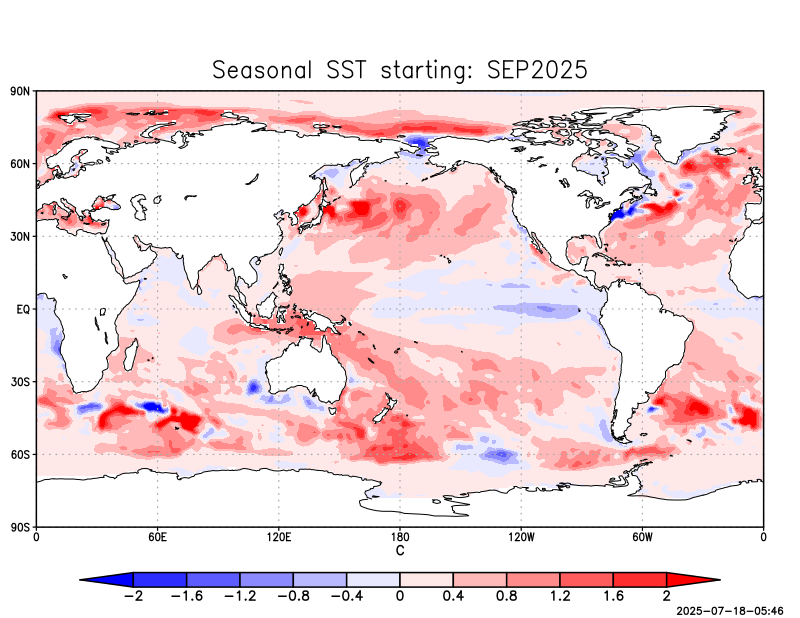 Seasonal SST starting: SEP2025
90N
60N
30N
EQ
30S
60S
90S
0 60E 120E 180 120W 60W 0
C
−2 −1.6 −1.2 −0.8 −0.4 0 0.4 0.8 1.2 1.6 2
2025-07-18-05:46